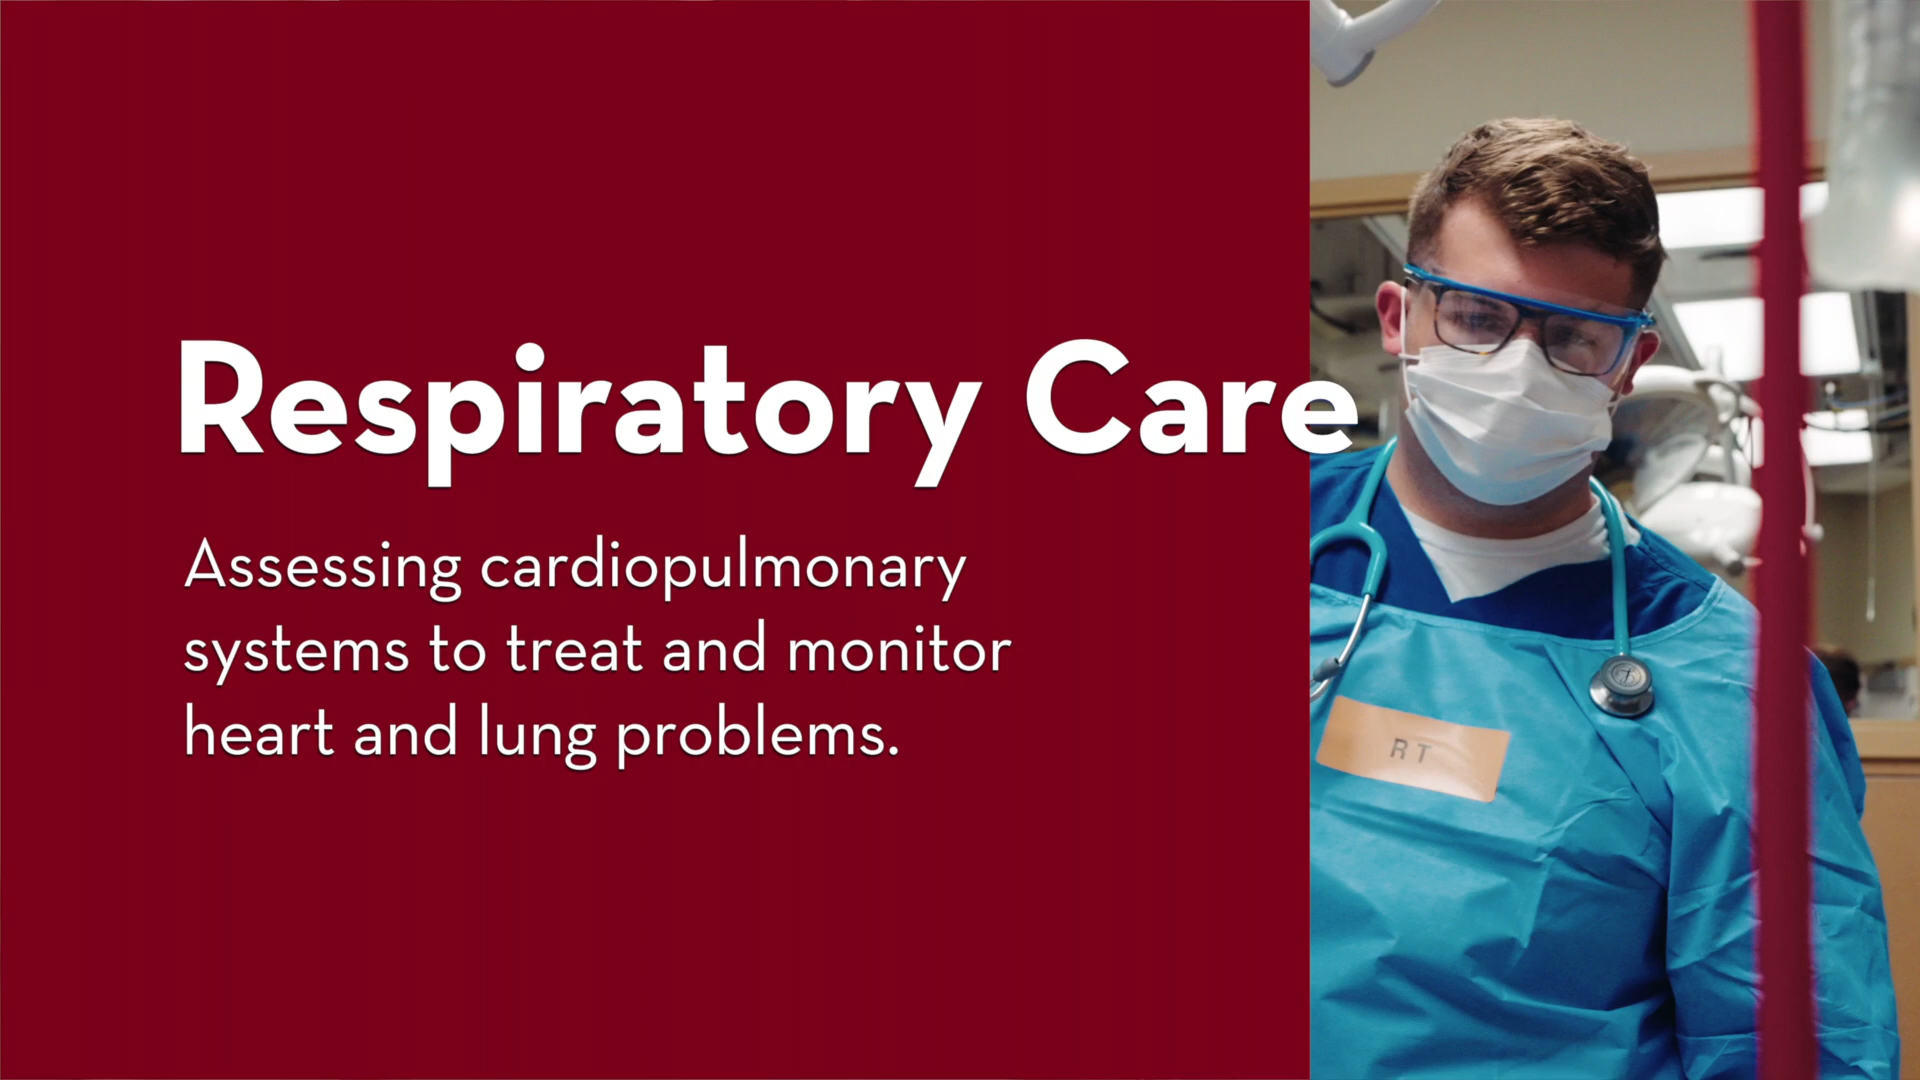 Respiratory Care
Assessing cardiopulmonary
systems to treat and monitor
heart and lung problems.
RT